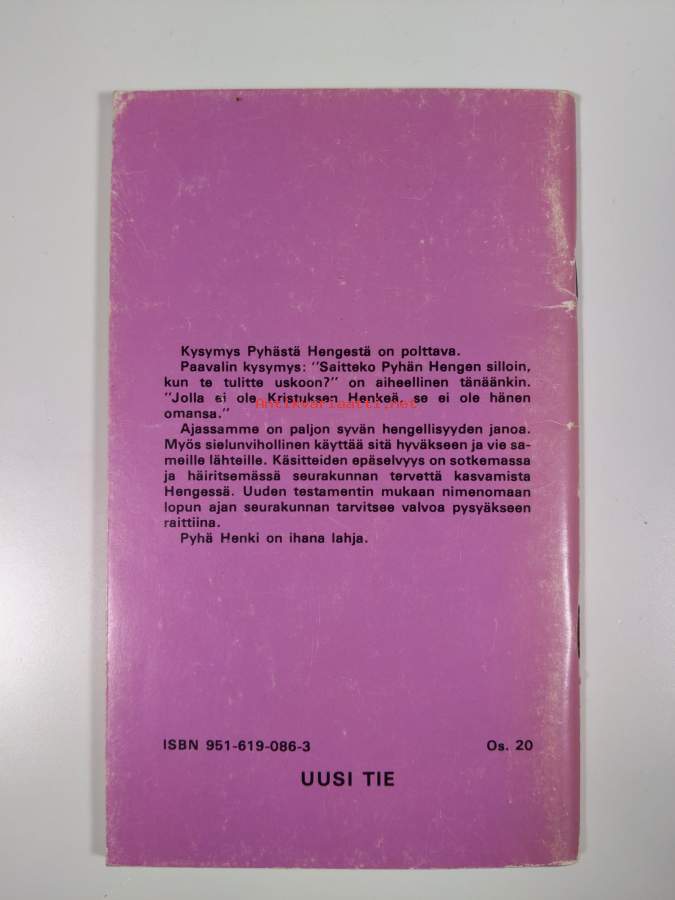 Kysymys Pyhästä Hengestä on polttava.
Paavalin kysymys: "Saitteko Pyhän Hengen silloin,
kun te tulitte uskoon?" on aiheellinen tänäänkin.
"Jolla ei ole Kristuksen Henkeä, se ei ole hänen
omansa."
Antikvariaatti.net
Ajassamme on paljon syvän hengellisyyden janoa.
Myös sielunvihollinen käyttää sitä hyväkseen ja vie sa-
meille lähteille. Käsitteiden epäselvyys on sotkemassa
ja häiritsemässä seurakunnan tervettä kasvamista
Hengessä. Uuden testamentin mukaan nimenomaan
lopun ajan seurakunnan tarvitsee valvoa pysyäkseen
raittiina.
Pyhä Henki on ihana lahja.
ISBN 951-619-086-3 Os. 20
UUSI TIE